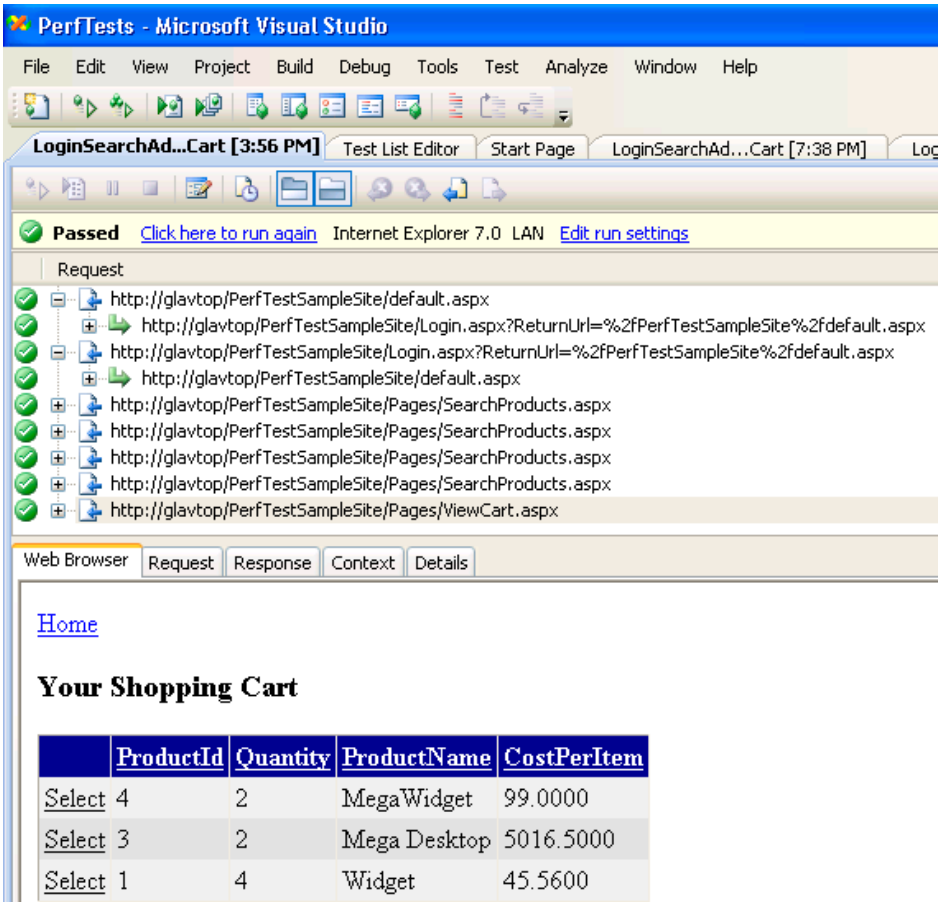 PerfTests - Microsoft Visual Studio
File Edit View Project Build Debug Tools Test Analyze Window Help
LoginSearchAd...Cart [3:56 PM] Test List Editor Start Page LoginSearchAd...Cart [7:38 PM] Log
Passed Click here to run again Internet Explorer 7.0 LAN Edit run settings
Request
http://glavtop/PerfTestSampleSite/default.aspx
http://glavtop/PerfTestSampleSite/Login.aspx?ReturnUrl=%2fPerfTestSampleSite%2fdefault.aspx
http://glavtop/PerfTestSampleSite/Login.aspx?ReturnUrl=%2fPerfTestSampleSite%2fdefault.aspx
http://glavtop/PerfTestSampleSite/default.aspx
http://glavtop/PerfTestSampleSite/Pages/SearchProducts.aspx
http://glavtop/PerfTestSampleSite/Pages/SearchProducts.aspx
http://glavtop/PerfTestSampleSite/Pages/SearchProducts.aspx
http://glavtop/PerfTestSampleSite/Pages/SearchProducts.aspx
http://glavtop/PerfTestSampleSite/Pages/ViewCart.aspx
Web Browser Request Response Context Details
Home
Your Shopping Cart
ProductId Quantity ProductName CostPerItem
Select 4 2 MegaWidget 99.0000
Select 3 2 Mega Desktop 5016.5000
Select 1 4 Widget 45.5600